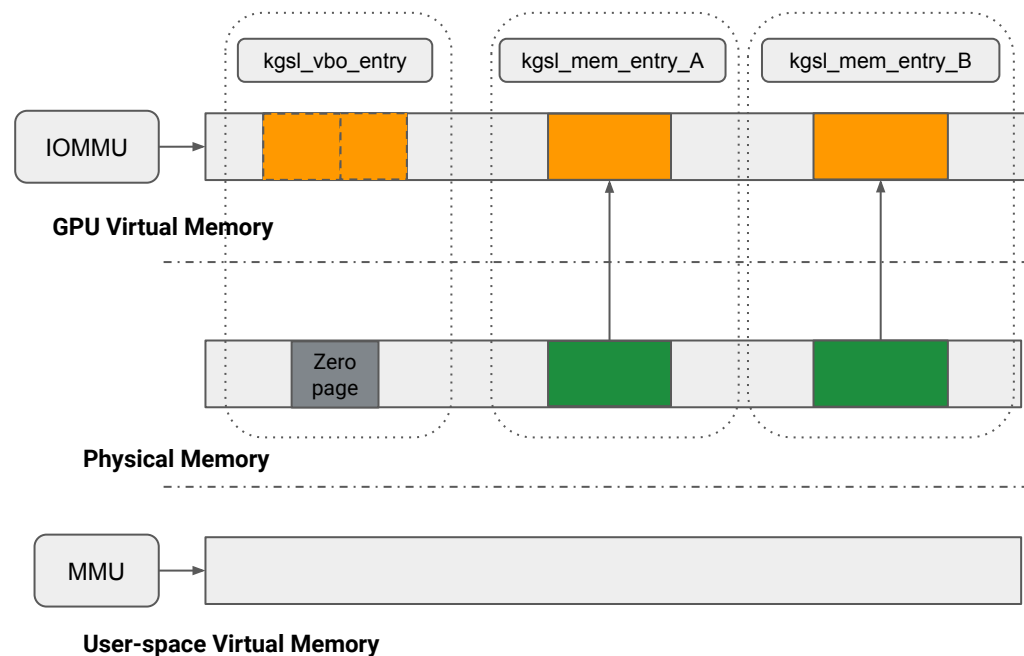 kgsl_vbo_entry
kgsl_mem_entry_A
kgsl_mem_entry_B
IOMMU
GPU Virtual Memory
Zero
page
Physical Memory
MMU
User-space Virtual Memory